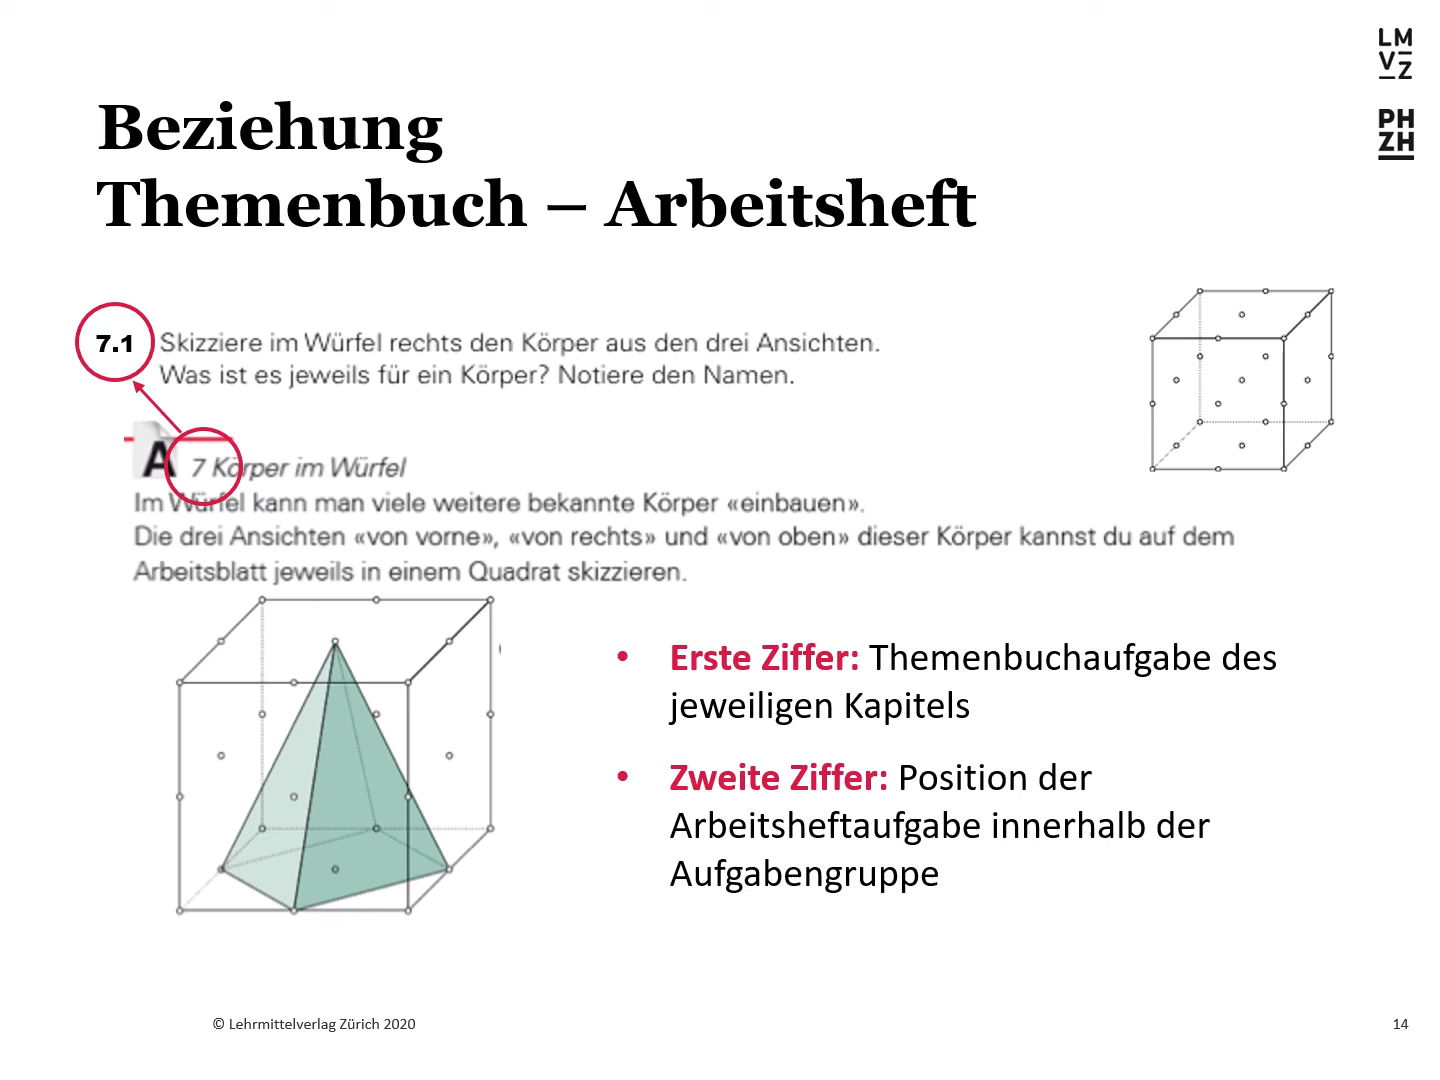 LM
VZ
PH
ZH
Beziehung
Themenbuch – Arbeitsheft
7.1 Skizziere im Würfel rechts den Körper aus den drei Ansichten.
Was ist es jeweils für ein Körper? Notiere den Namen.
A 7 Körper im Würfel
Im Würfel kann man viele weitere bekannte Körper «einbauen».
Die drei Ansichten «von vorne», «von rechts» und «von oben» dieser Körper kannst du auf dem
Arbeitsblatt jeweils in einem Quadrat skizzieren.
• Erste Ziffer: Themenbuchaufgabe des
jeweiligen Kapitels
• Zweite Ziffer: Position der
Arbeitsheftaufgabe innerhalb der
Aufgabengruppe
© Lehrmittelverlag Zürich 2020
14